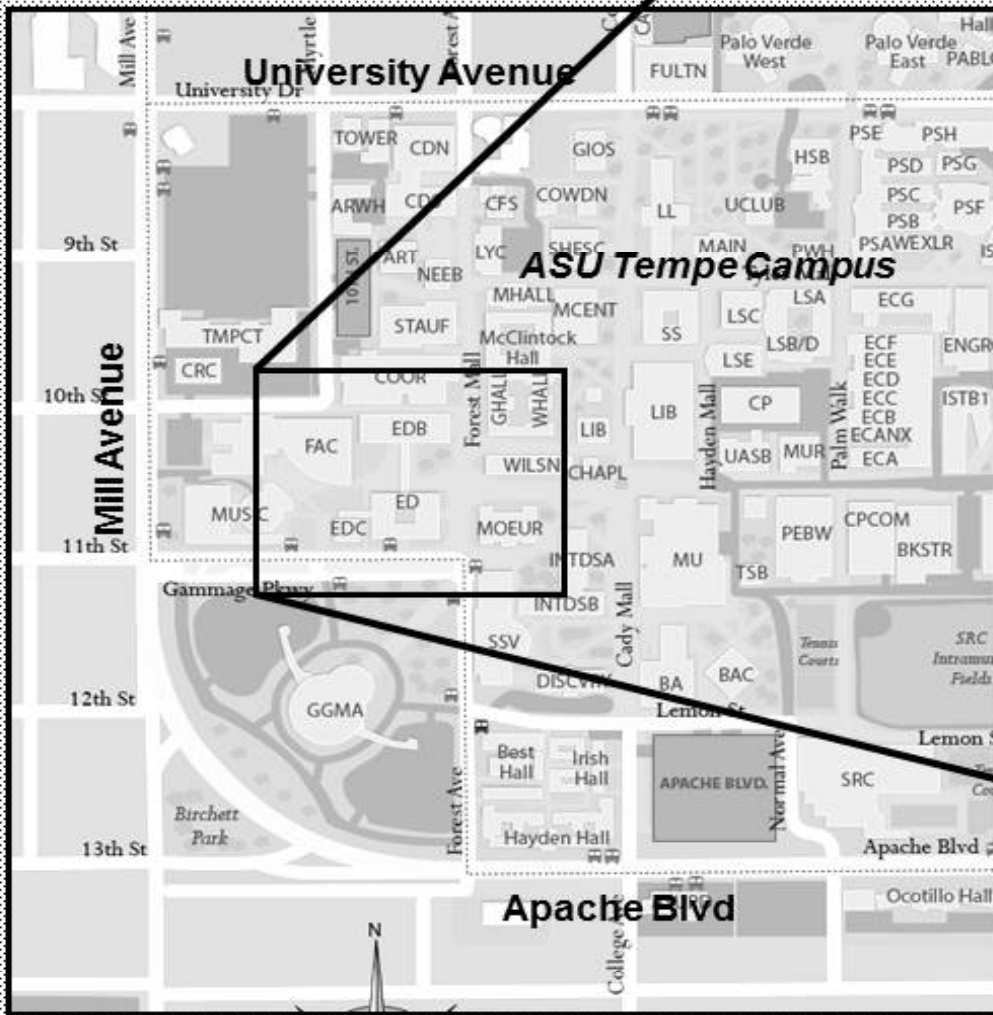 Mill Ave
Myrtle
Palo Verde
West
Palo Verde
East
Hall
FULTN
University Avenue
University Dr
TOWER
CDN
GIOS
HSB
PSE
PSH
PSD
PSG
ARWH
CFS
COWDN
LL
UCLUB
PSC
PSB
PSF
9th St
ART
NEEB
LYC
SHESC
MAIN
PWH
PSAWEXLR
ASU Tempe Campus
MHALL
MCENT
LSA
ECG
TMPCT
STAUF
McClintock
Hall
SS
LSC
LSB/D
LSE
ECF
ECE
ECD
ECC
ECB
ECANX
ECA
CRC
Mill Avenue
10th St
COOR
Forest Mall
GHALL
WHALL
LIB
LIB
Hayden Mall
CP
Palm Walk
ISTB1
FAC
EDB
WILSN
CHAPL
UASB
MUR
MUSIC
EDC
ED
MOEUR
INTDSA
MU
TSB
PEBW
CPCOM
BKSTR
11th St
Gammage Pkwy
INTDSB
Cady Mall
SSV
Tennis
Courts
SRC
Fields
12th St
GGMA
BA
BAC
Lemon St
Best
Hall
Irish
Hall
APACHE BLVD.
Normal Ave
SRC
Birchett
Park
Forest Ave
Hayden Hall
13th St
Apache Blvd
Apache Blvd
Ocotillo Hall
N